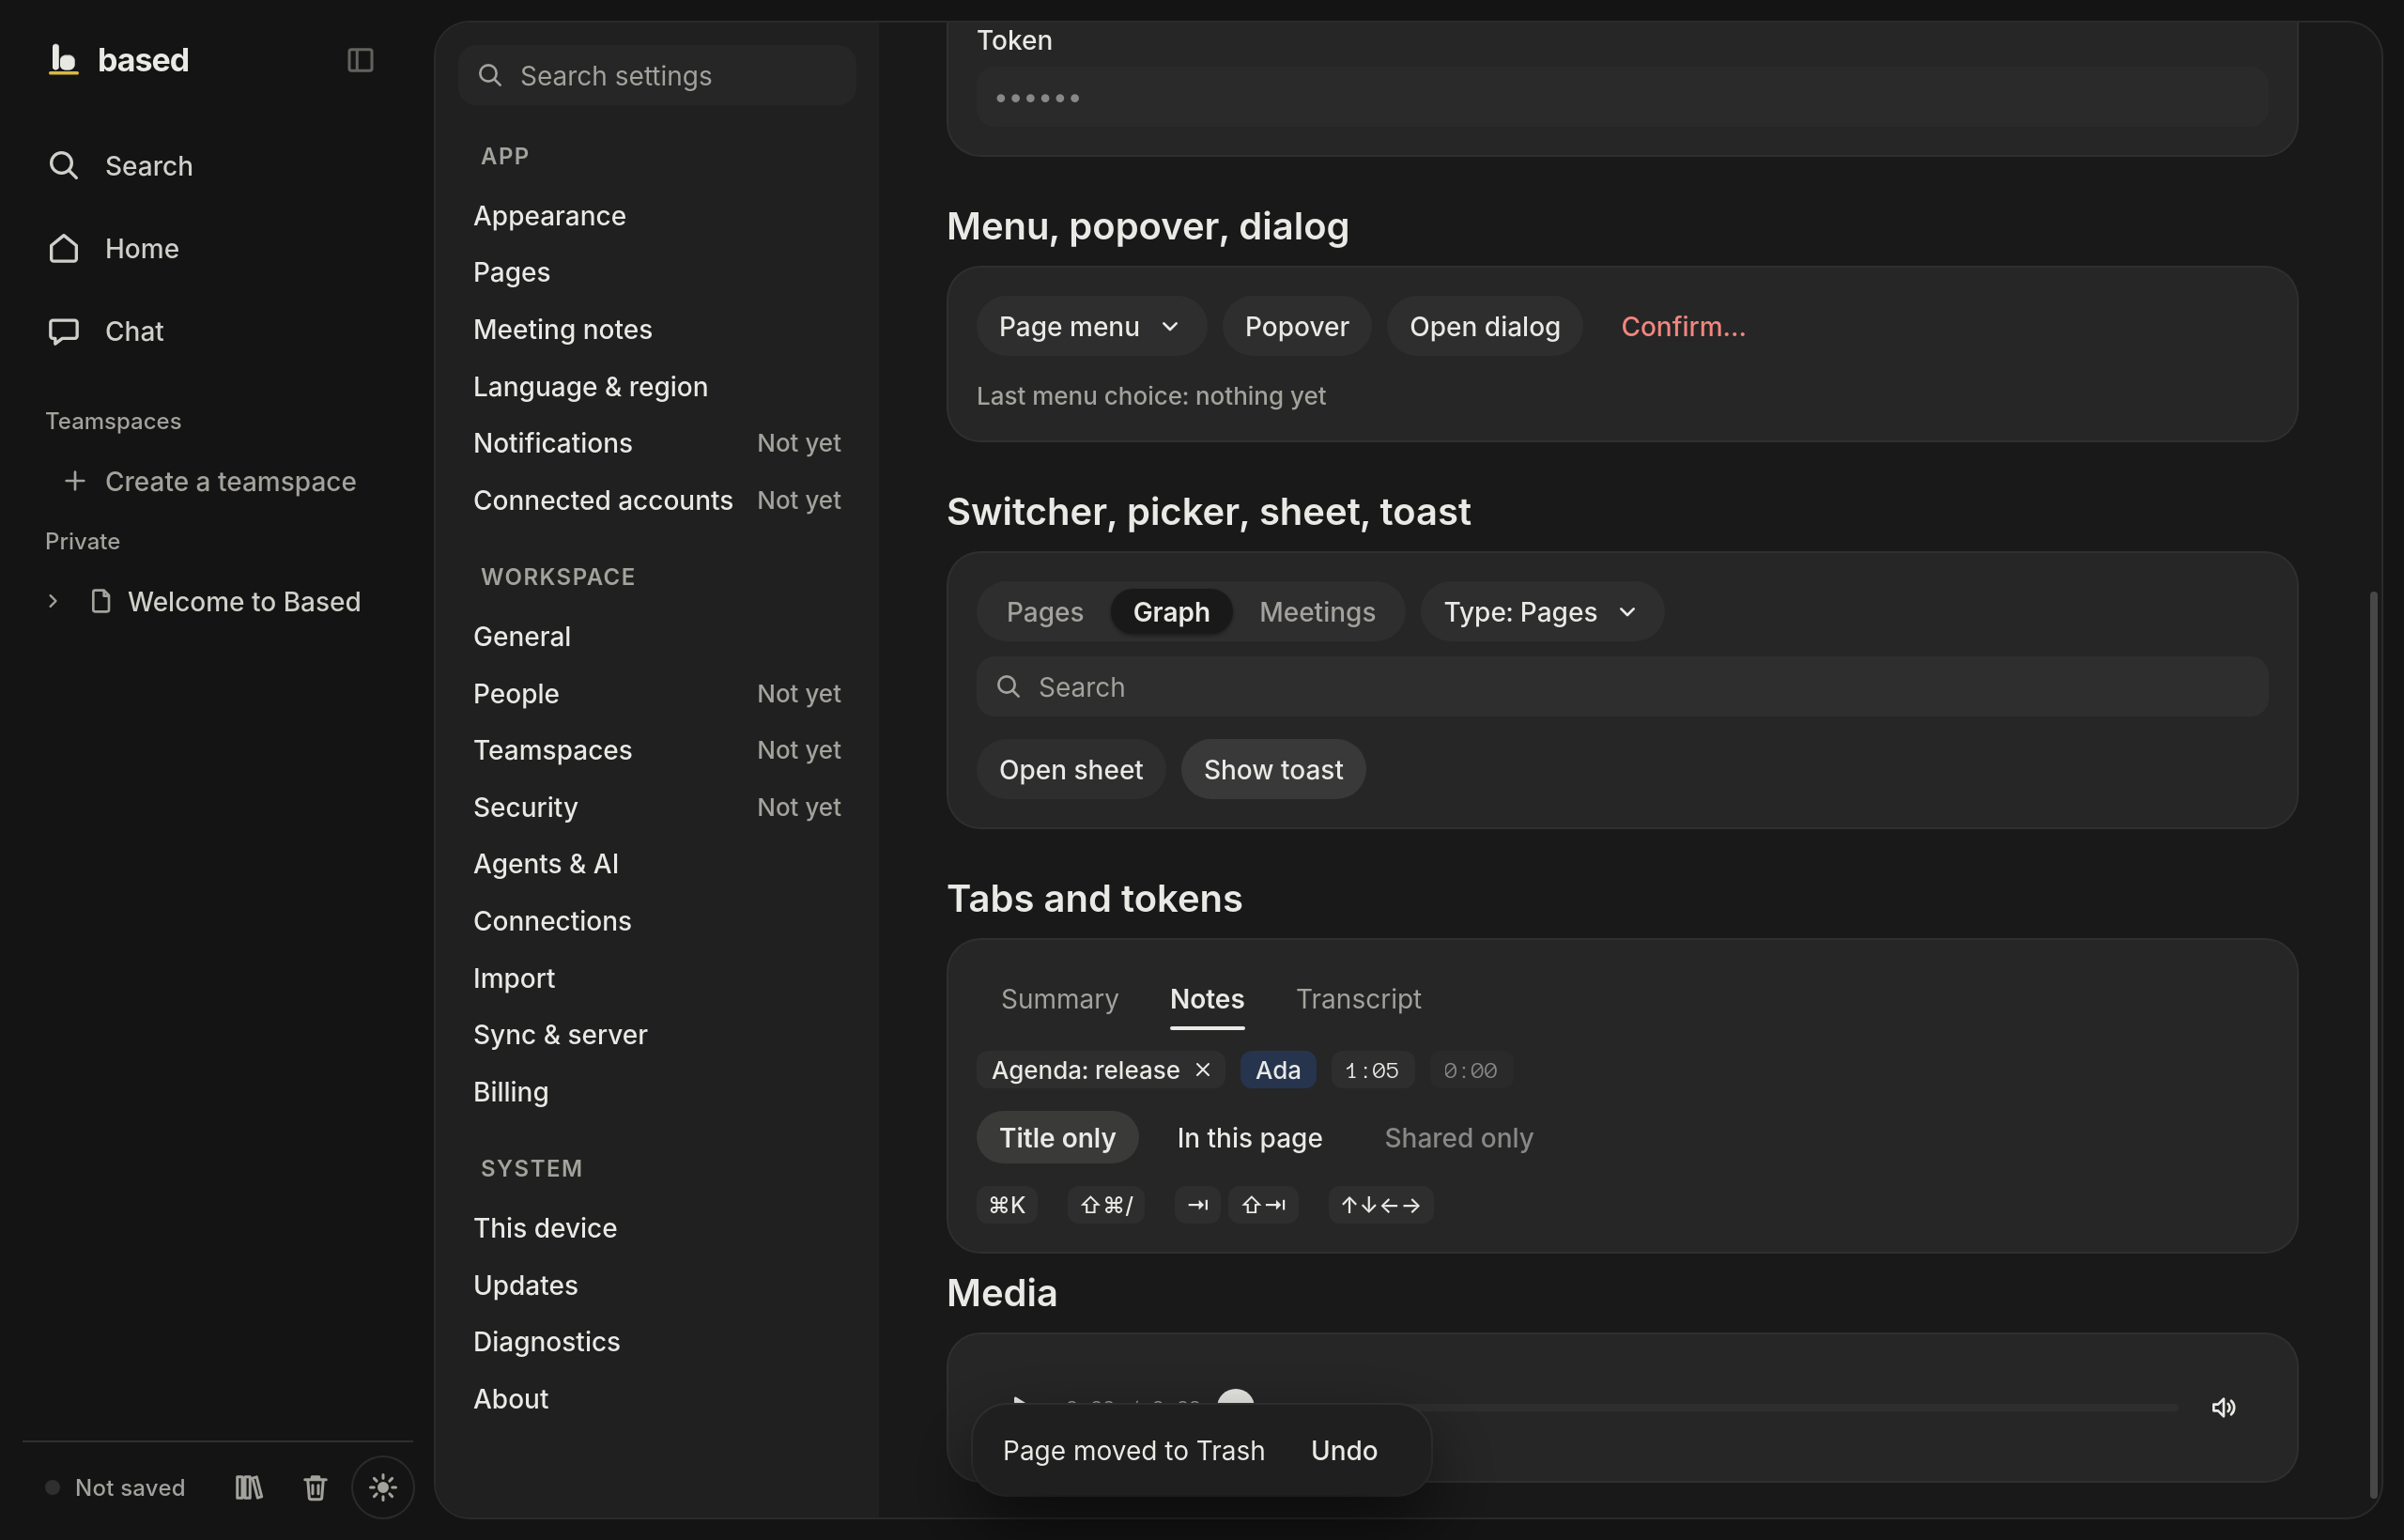 based
Search
Home
Chat
Teamspaces
Create a teamspace
Private
Welcome to Based
Not saved
Search settings
APP
Appearance
Pages
Meeting notes
Language & region
Notifications Not yet
Connected accounts Not yet
WORKSPACE
General
People Not yet
Teamspaces Not yet
Security Not yet
Agents & AI
Connections
Import
Sync & server
Billing
SYSTEM
This device
Updates
Diagnostics
About
Token
••••••
Menu, popover, dialog
Page menu Popover Open dialog Confirm...
Last menu choice: nothing yet
Switcher, picker, sheet, toast
Pages Graph Meetings Type: Pages
Search
Open sheet Show toast
Tabs and tokens
Summary Notes Transcript
Agenda: release × Ada 1:05 0:00
Title only In this page Shared only
⌘K ⇧⌘/ ⇥ ⇧⇥ ↑↓←→
Media
Page moved to Trash Undo